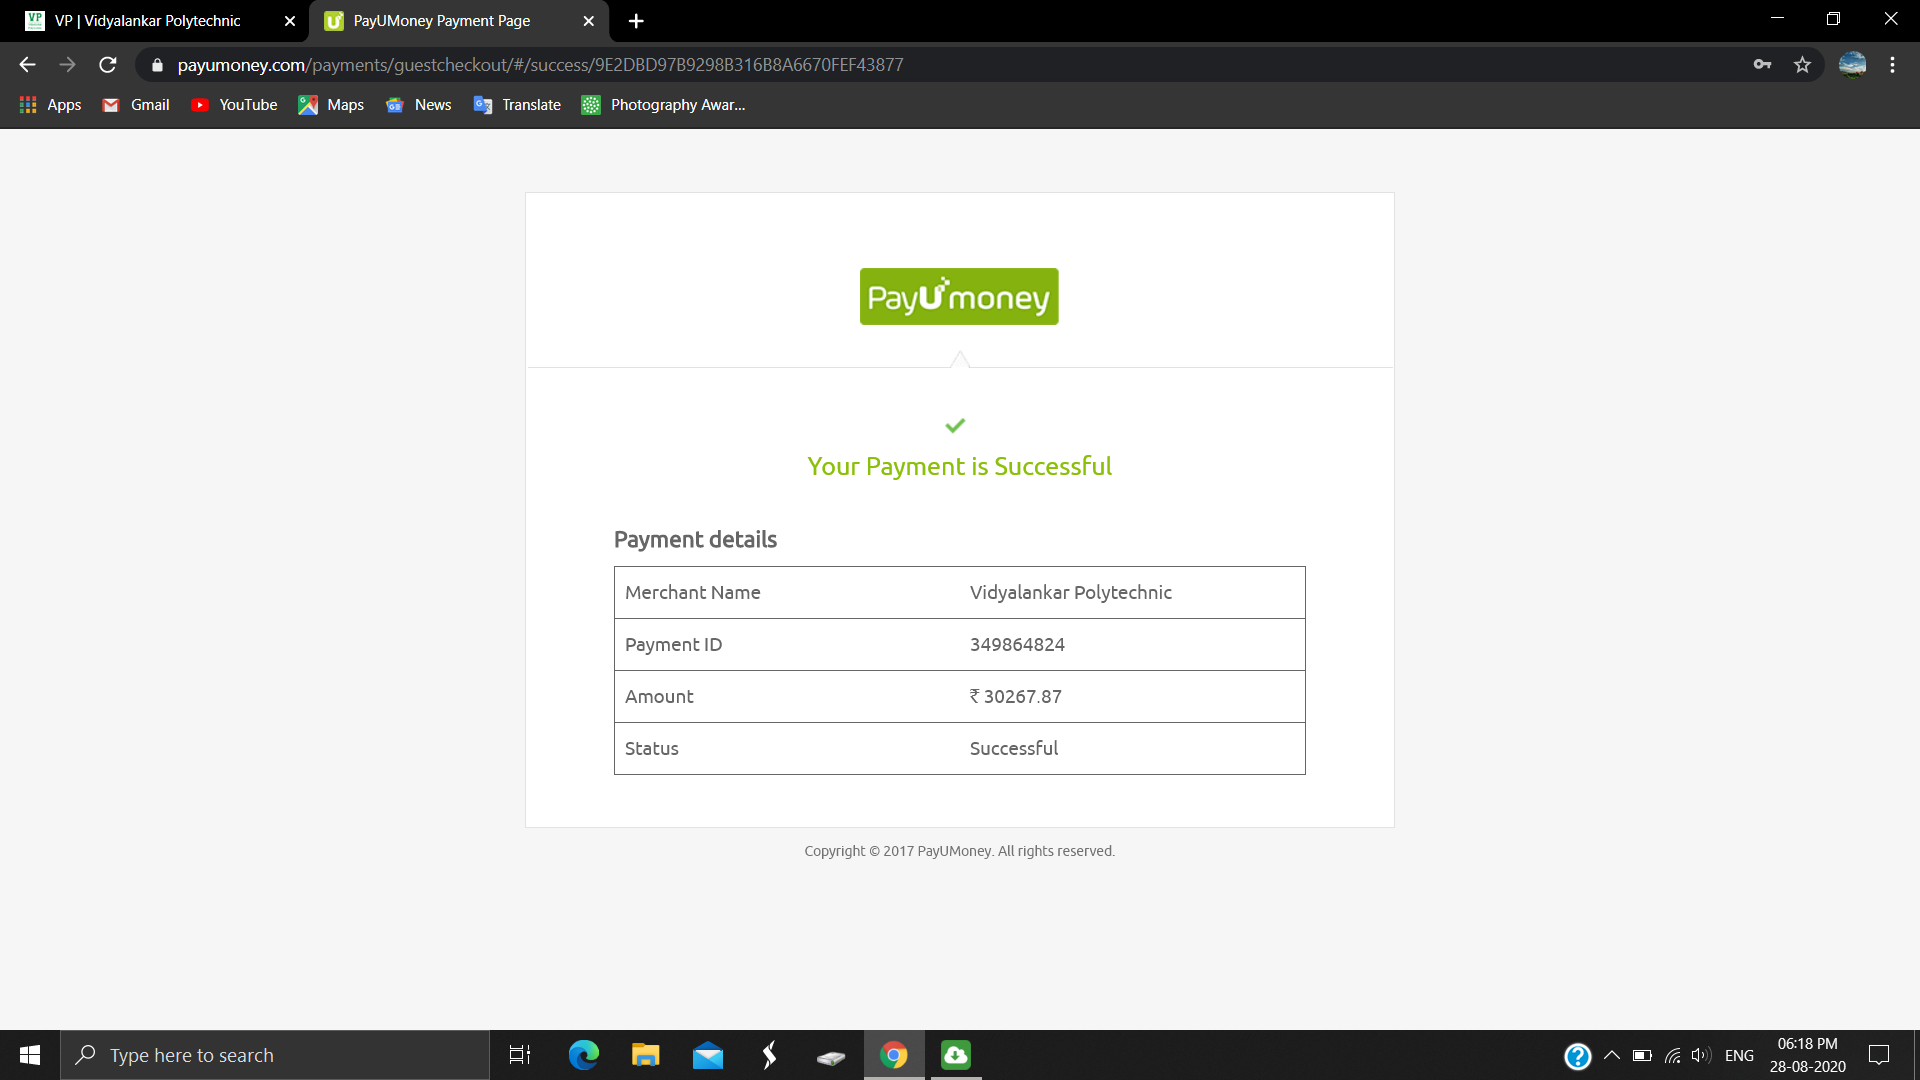 VP | Vidyalankar Polytechnic
PayUMoney Payment Page
payumoney.com/payments/guestcheckout/#/success/9E2DBD97B9298B316B8A6670FEF43877
Apps Gmail YouTube Maps News Translate Photography Awar...
PayUmoney
Your Payment is Successful
Payment details
Merchant Name Vidyalankar Polytechnic
Payment ID 349864824
Amount ₹ 30267.87
Status Successful
Copyright © 2017 PayUMoney. All rights reserved.
Type here to search
ENG
06:18 PM
28-08-2020